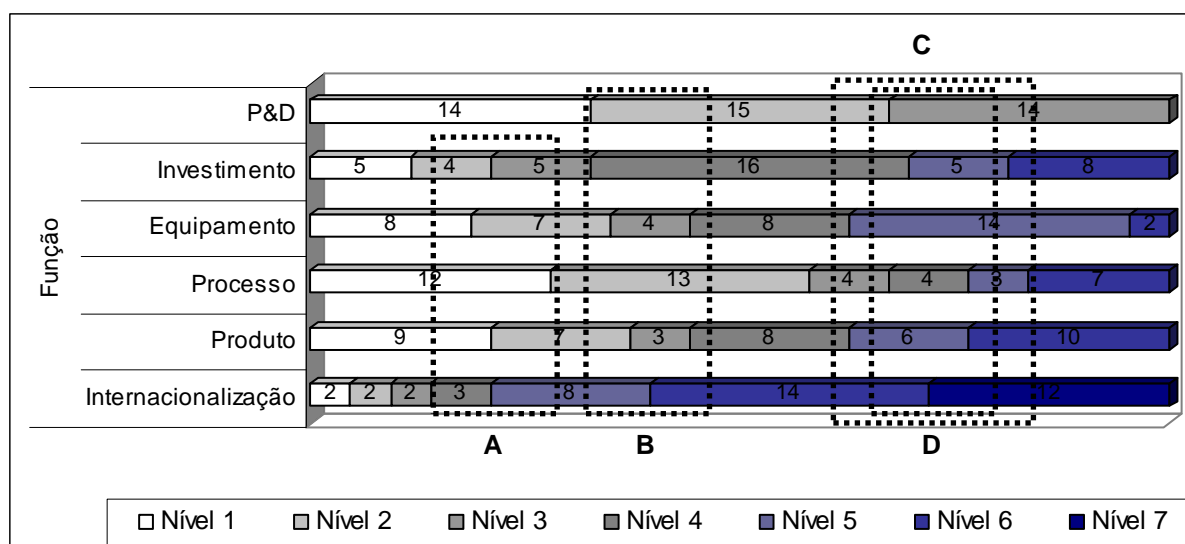 C
P&D 14 15 14
Investimento 5 4 5 16 5 8
Equipamento 8 7 4 8 14 2
Processo 12 13 4 4 3 7
Produto 9 7 3 8 6 10
Internacionalização 2 2 2 3 8 14 12
Função
A B D
Nível 1 Nível 2 Nível 3 Nível 4 Nível 5 Nível 6 Nível 7